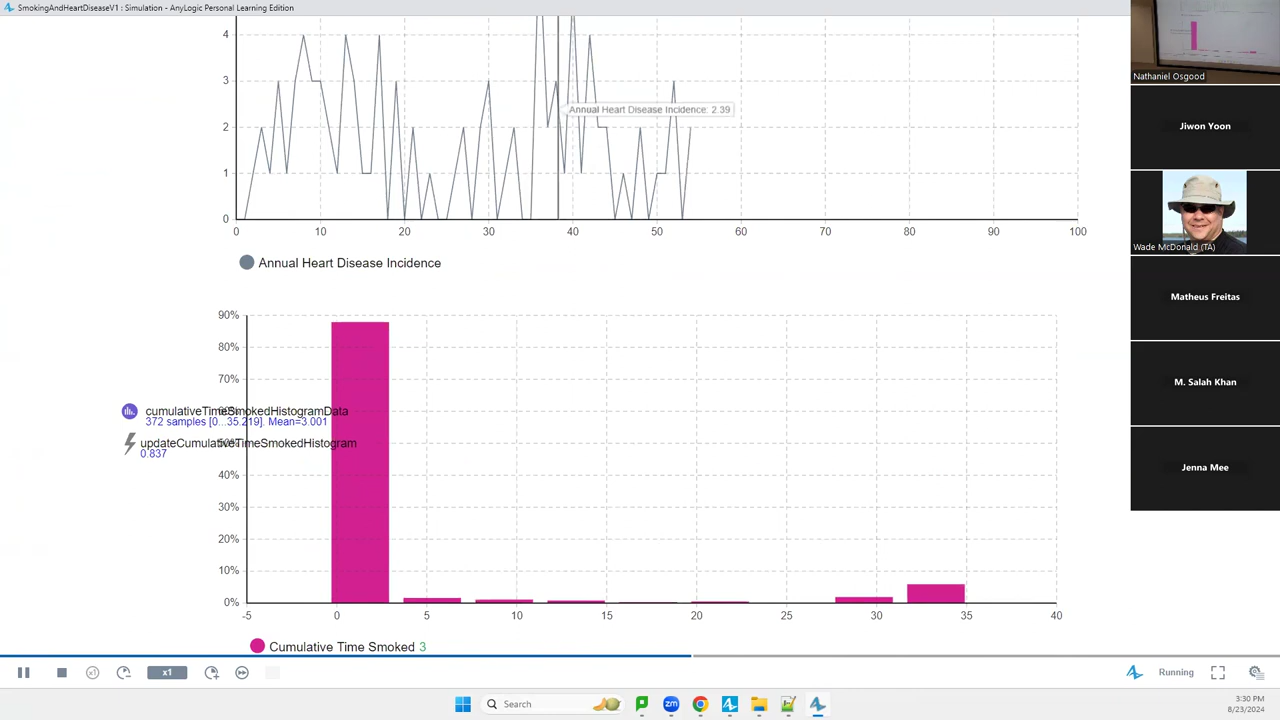 SmokingAndHeartDiseaseV1 : Simulation - AnyLogic Personal Learning Edition
4
3
2
1
0
Annual Heart Disease Incidence: 2 39
0 10 20 30 40 50 60 70 80 90 100
Annual Heart Disease Incidence
90%
80%
70%
cumulativeTimeSmokedHistogramData
372 samples [0...35.219]. Mean=3.001
updateCumulativeTimeSmokedHistogram
0.837
40%
30%
20%
10%
0%
-5 0 5 10 15 20 25 30 35 40
Cumulative Time Smoked 3
x1
x1
Running
Search
zm
3:30 PM
8/23/2024
Nathaniel Osgood
Jiwon Yoon
Wade McDonald (TA)
Matheus Freitas
M. Salah Khan
Jenna Mee